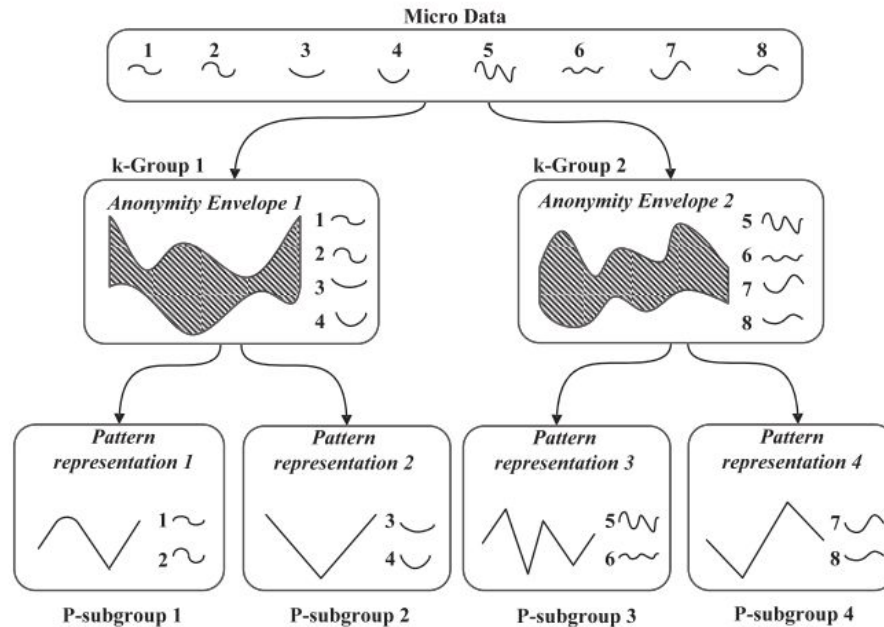 Micro Data
1 2 3 4 5 6 7 8
k-Group 1
Anonymity Envelope 1
1
2
3
4
k-Group 2
Anonymity Envelope 2
5
6
7
8
Pattern
representation 1
1
2
P-subgroup 1
Pattern
representation 2
3
4
P-subgroup 2
Pattern
representation 3
5
6
P-subgroup 3
Pattern
representation 4
7
8
P-subgroup 4